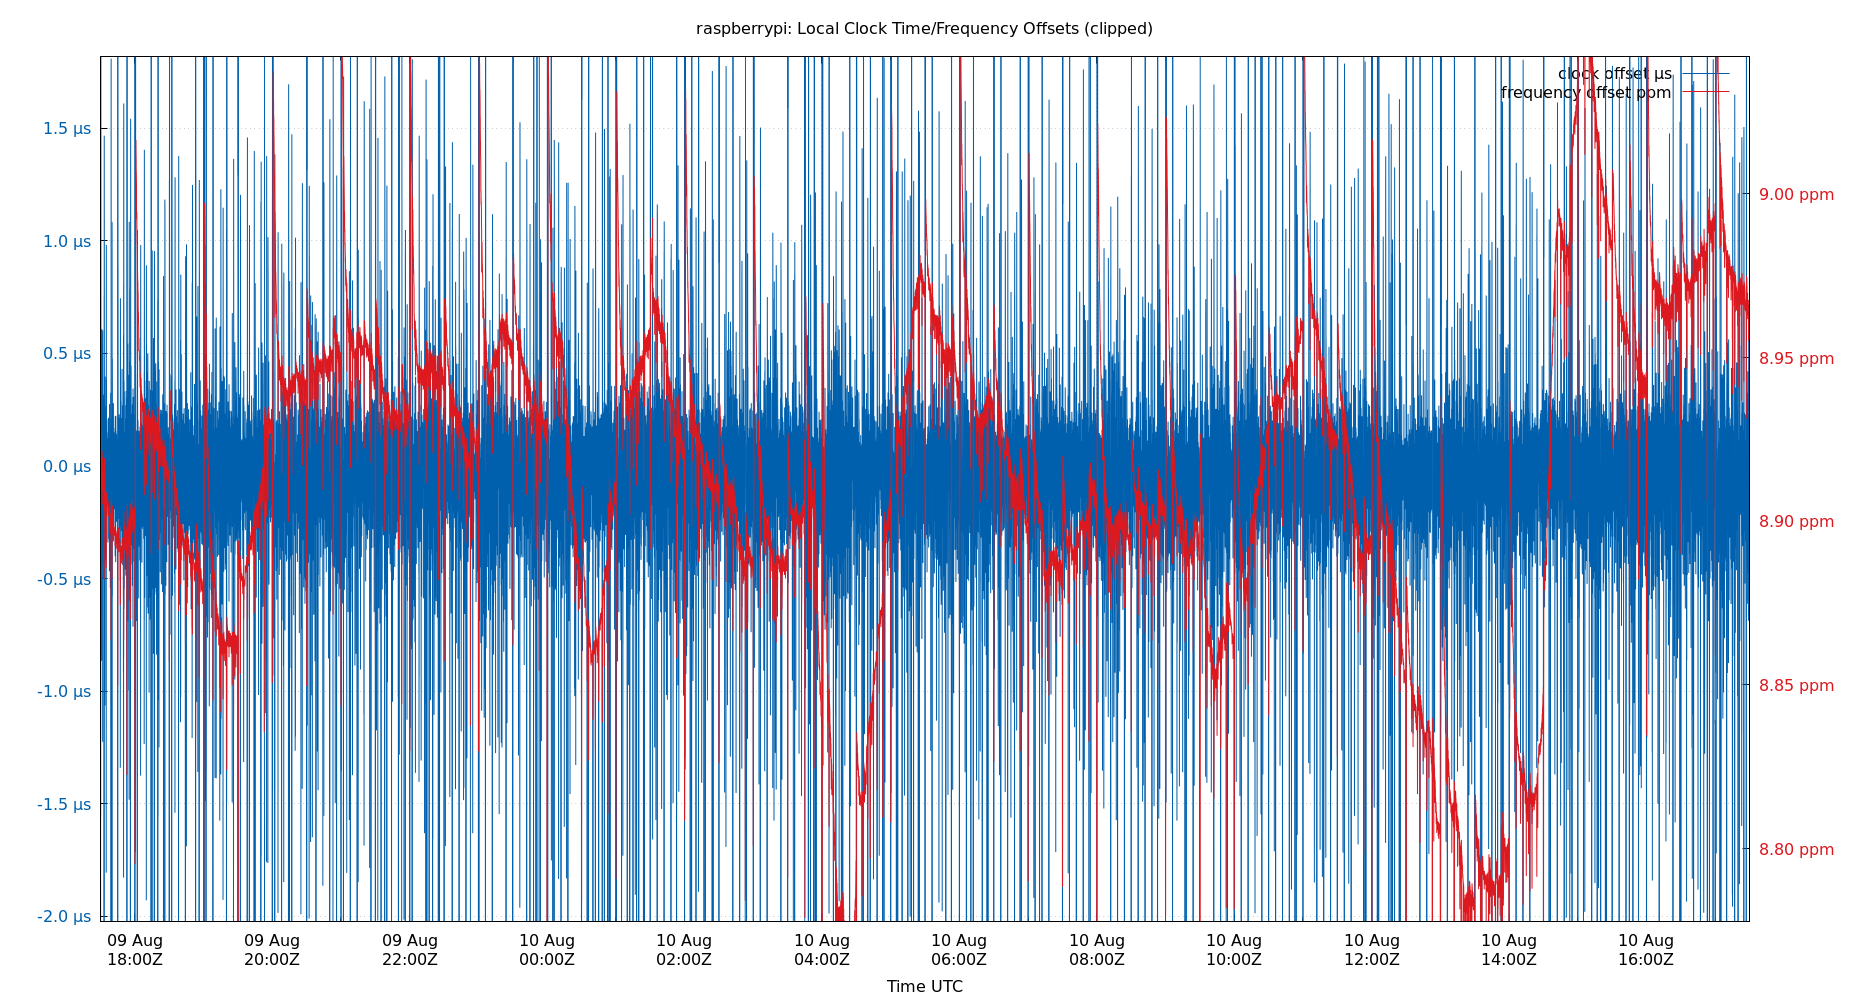 raspberrypi: Local Clock Time/Frequency Offsets (clipped)
clock offset µs
frequency offset ppm
1.5 µs
1.0 µs
0.5 µs
0.0 µs
-0.5 µs
-1.0 µs
-1.5 µs
-2.0 µs
9.00 ppm
8.95 ppm
8.90 ppm
8.85 ppm
8.80 ppm
09 Aug 09 Aug 09 Aug 10 Aug 10 Aug 10 Aug 10 Aug 10 Aug 10 Aug 10 Aug 10 Aug 10 Aug
18:00Z 20:00Z 22:00Z 00:00Z 02:00Z 04:00Z 06:00Z 08:00Z 10:00Z 12:00Z 14:00Z 16:00Z
Time UTC